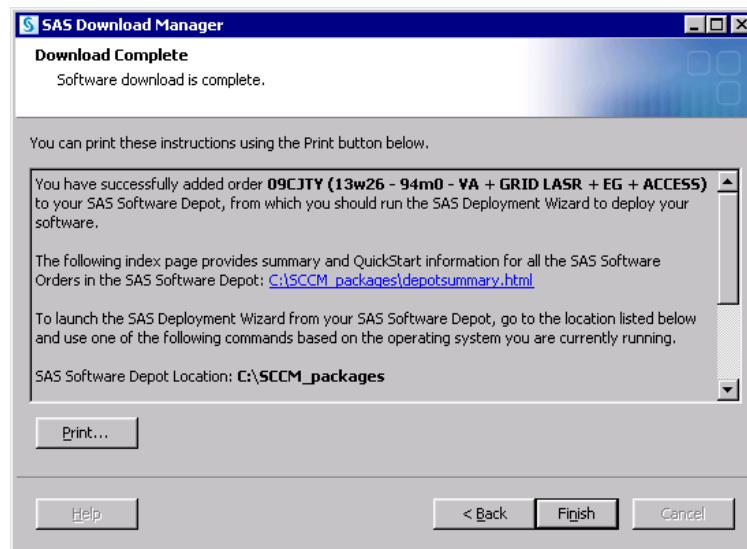 SAS Download Manager
Download Complete
Software download is complete.
You can print these instructions using the Print button below.
You have successfully added order 09CJTY (13w26 - 94m0 - VA + GRID LASR + EG + ACCESS)
to your SAS Software Depot, from which you should run the SAS Deployment Wizard to deploy your
software.
The following index page provides summary and QuickStart information for all the SAS Software
Orders in the SAS Software Depot: C:\SCCM_packages\depotsummary.html
To launch the SAS Deployment Wizard from your SAS Software Depot, go to the location listed below
and use one of the following commands based on the operating system you are currently running.
SAS Software Depot Location: C:\SCCM_packages
Print...
Help
< Back
Finish
Cancel